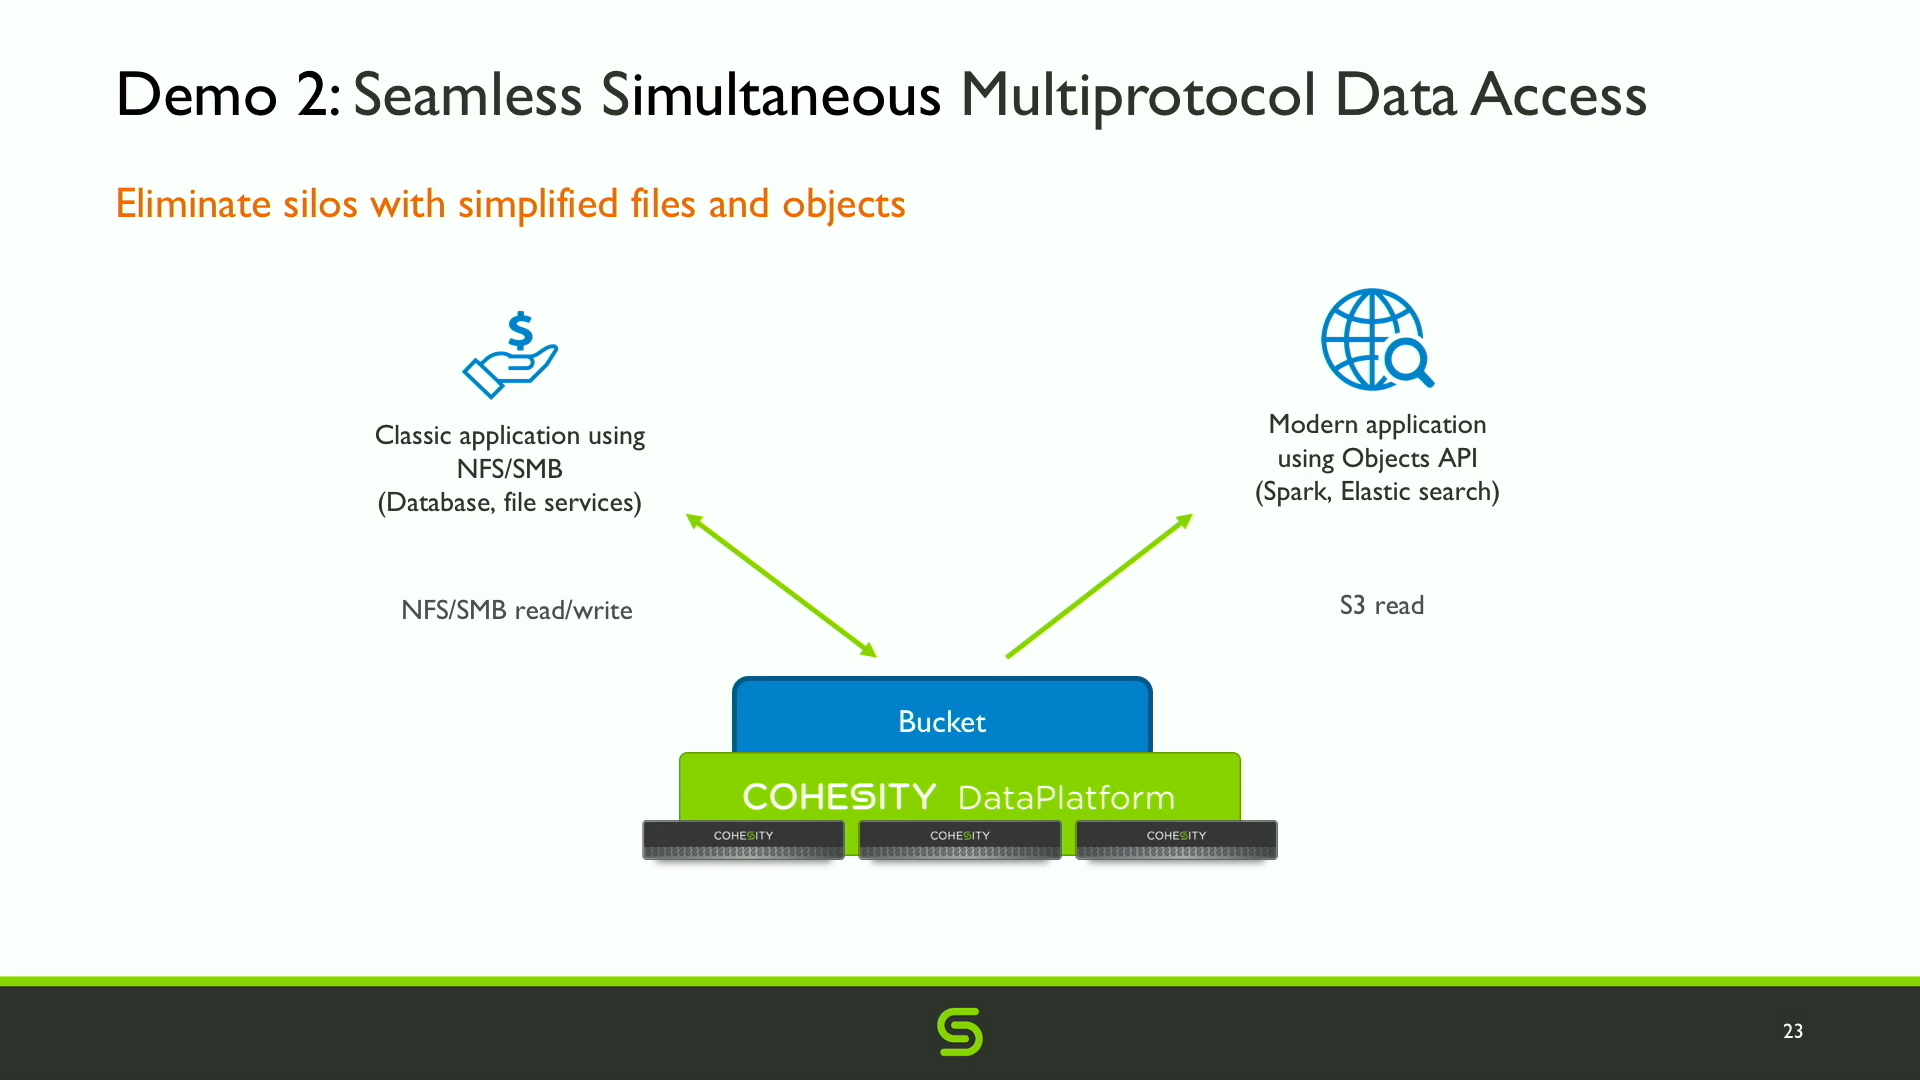 Demo 2: Seamless Simultaneous Multiprotocol Data Access
Eliminate silos with simplified files and objects
$
Classic application using
NFS/SMB
(Database, file services)
Modern application
using Objects API
(Spark, Elastic search)
NFS/SMB read/write
S3 read
Bucket
COHESITY DataPlatform
COHESITY
COHESITY
COHESITY
23